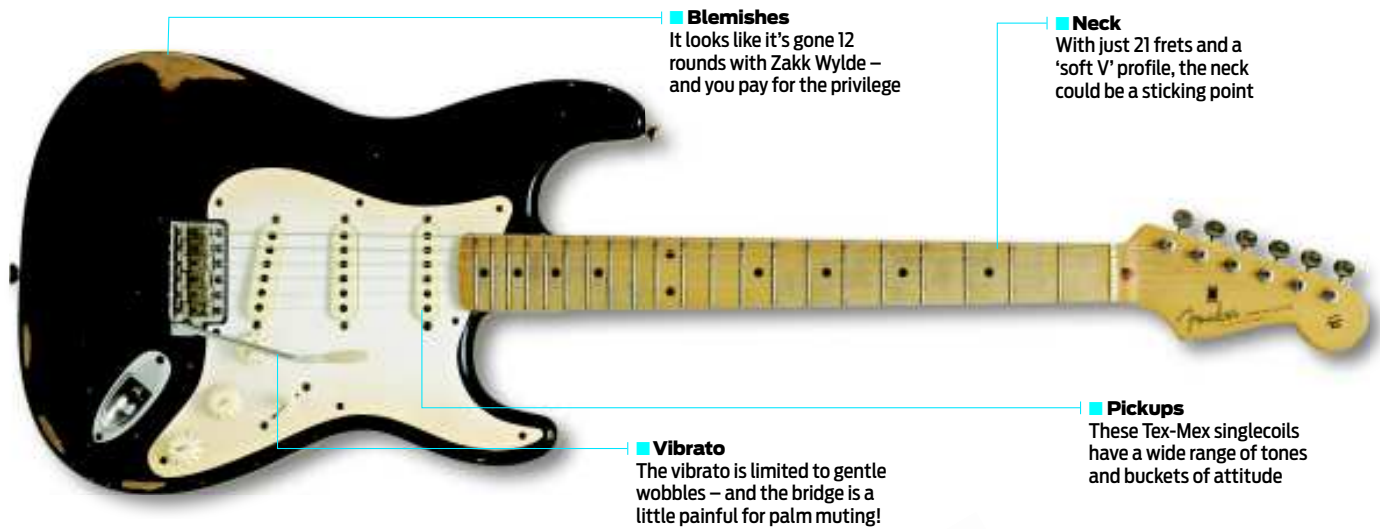 Blemishes
It looks like it's gone 12
rounds with Zakk Wylde –
and you pay for the privilege
Neck
With just 21 frets and a
'soft V' profile, the neck
could be a sticking point
Fender
Pickups
These Tex-Mex singlecoils
have a wide range of tones
and buckets of attitude
Vibrato
The vibrato is limited to gentle
wobbles – and the bridge is a
little painful for palm muting!